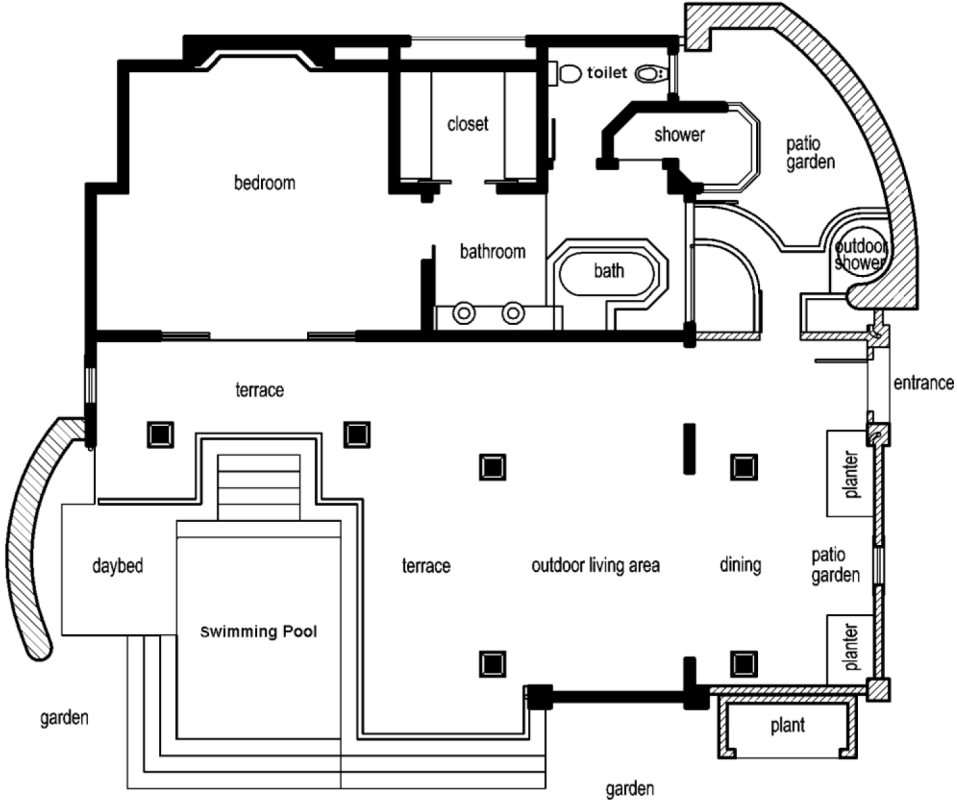 toilet
closet
shower
patio
garden
bedroom
outdoor
shower
bathroom
bath
terrace
entrance
planter
daybed
terrace
outdoor living area
dining
patio
garden
Swimming Pool
planter
garden
plant
garden